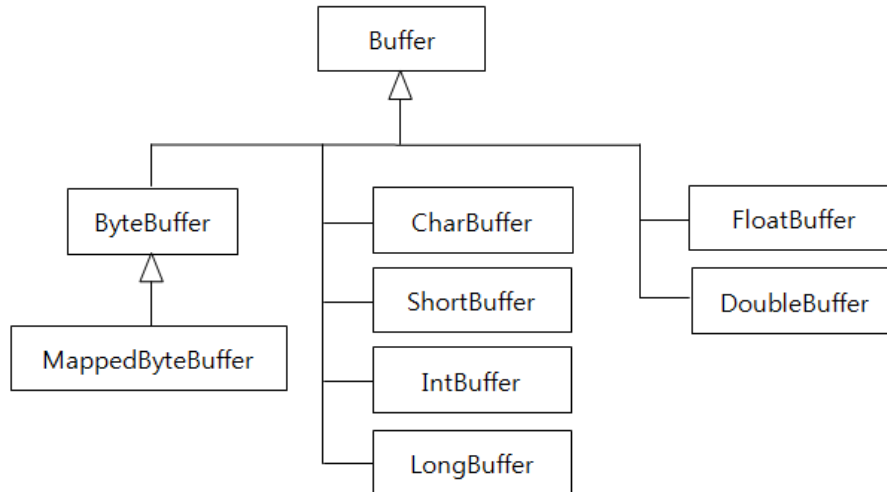 Buffer
ByteBuffer
CharBuffer
FloatBuffer
ShortBuffer
DoubleBuffer
MappedByteBuffer
IntBuffer
LongBuffer